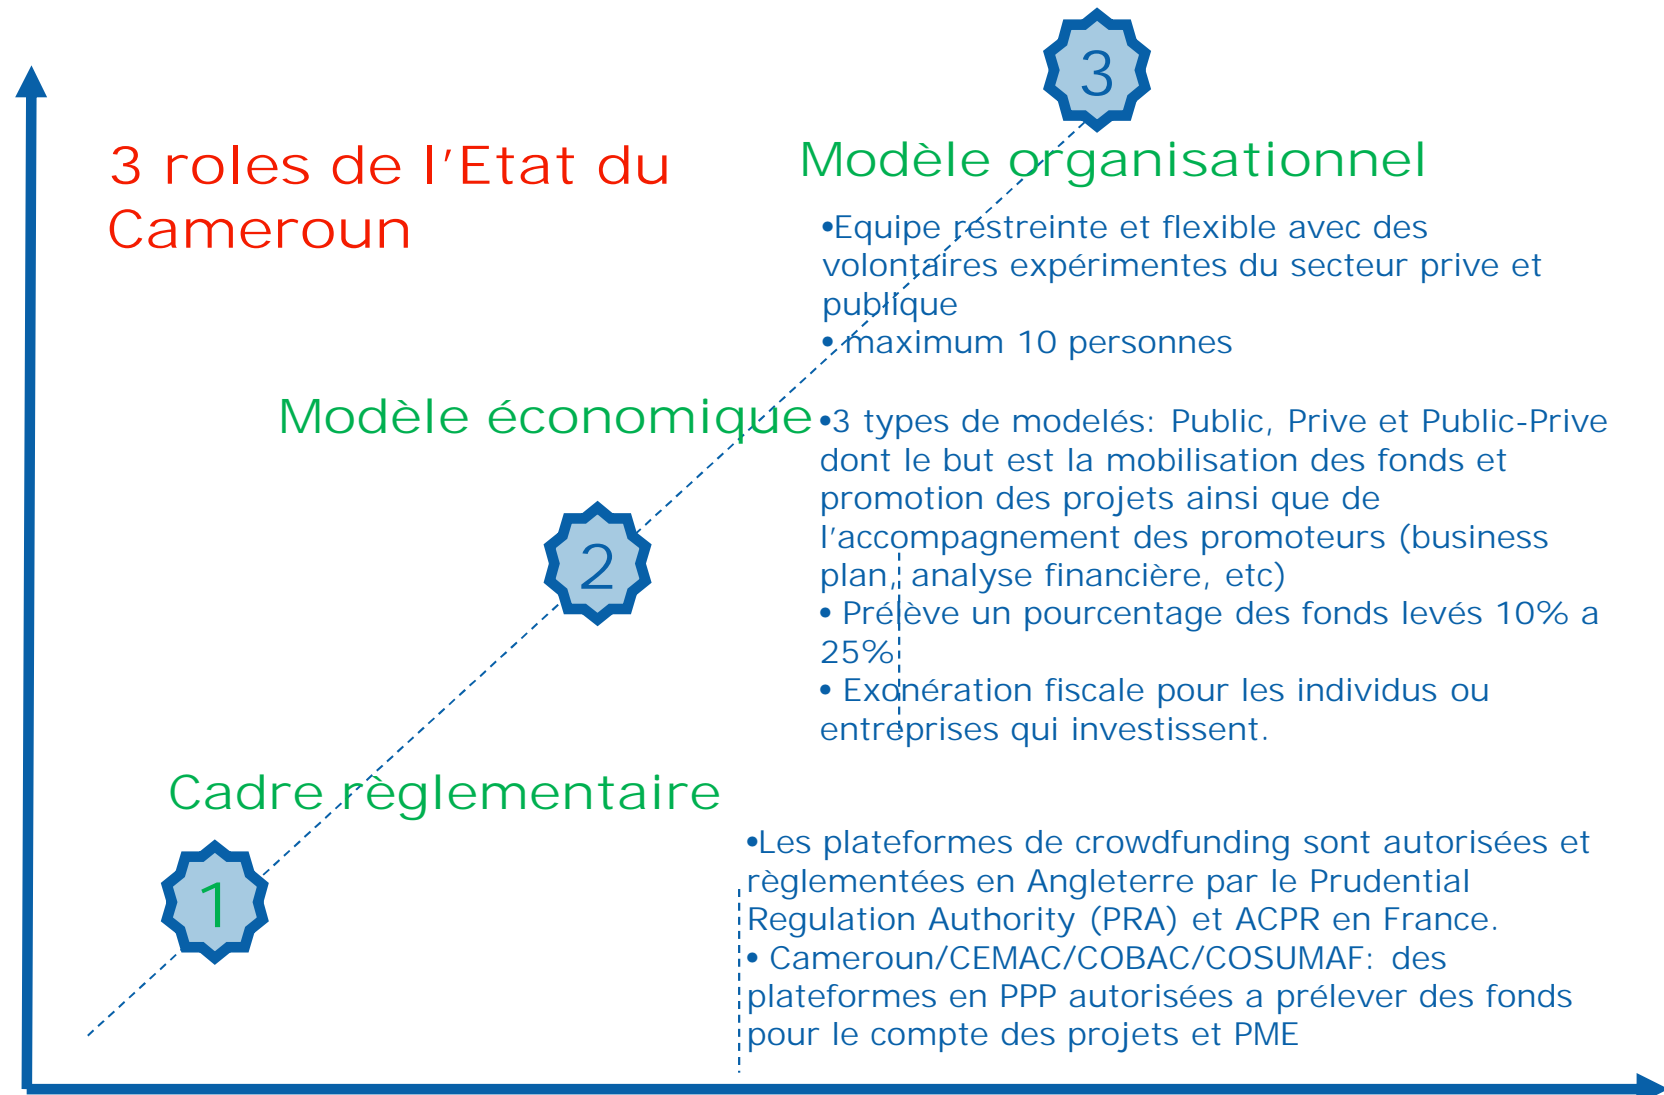 3 roles de l’Etat du
Cameroun
3
Modèle organisationnel
•Equipe restreinte et flexible avec des
volontaires expérimentes du secteur prive et
publique
• maximum 10 personnes
Modèle économique
2
•3 types de modelés: Public, Prive et Public-Prive
dont le but est la mobilisation des fonds et
promotion des projets ainsi que de
l’accompagnement des promoteurs (business
plan, analyse financière, etc)
• Prélève un pourcentage des fonds levés 10% a
25%
• Exonération fiscale pour les individus ou
entreprises qui investissent.
Cadre règlementaire
1
•Les plateformes de crowdfunding sont autorisées et
règlementées en Angleterre par le Prudential
Regulation Authority (PRA) et ACPR en France.
• Cameroun/CEMAC/COBAC/COSUMAF: des
plateformes en PPP autorisées a prélever des fonds
pour le compte des projets et PME